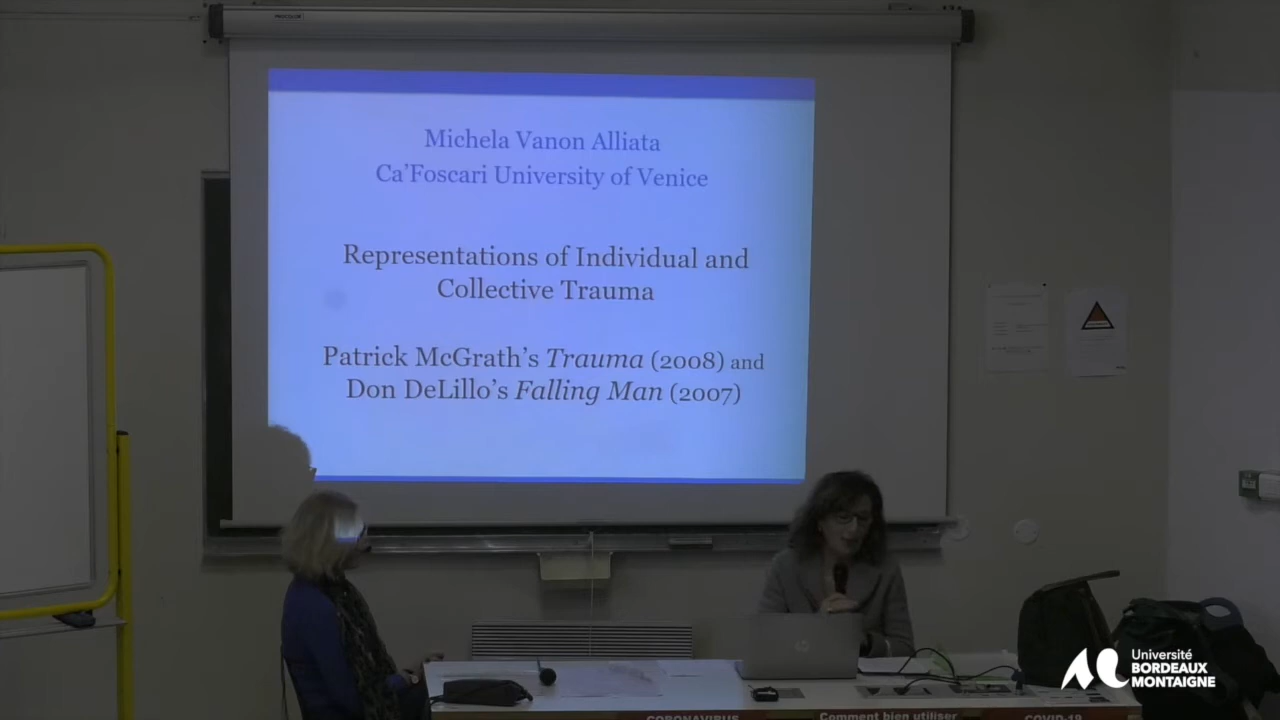 Michela Vanon Alliata
Ca'Foscari University of Venice
Representations of Individual and
Collective Trauma
Patrick McGrath's Trauma (2008) and
Don DeLillo's Falling Man (2007)
Université
BORDEAUX
MONTAIGNE
CORONAVIRUS
Comment bien utiliser
COVID-19